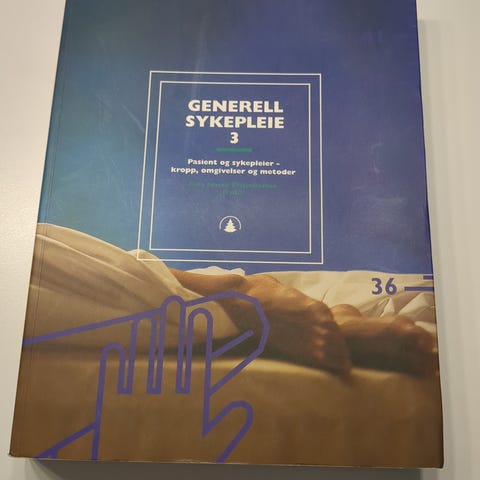 GENERELL
SYKEPLEIE
3
Pasient og sykepleier –
kropp, omgivelser og metoder
36